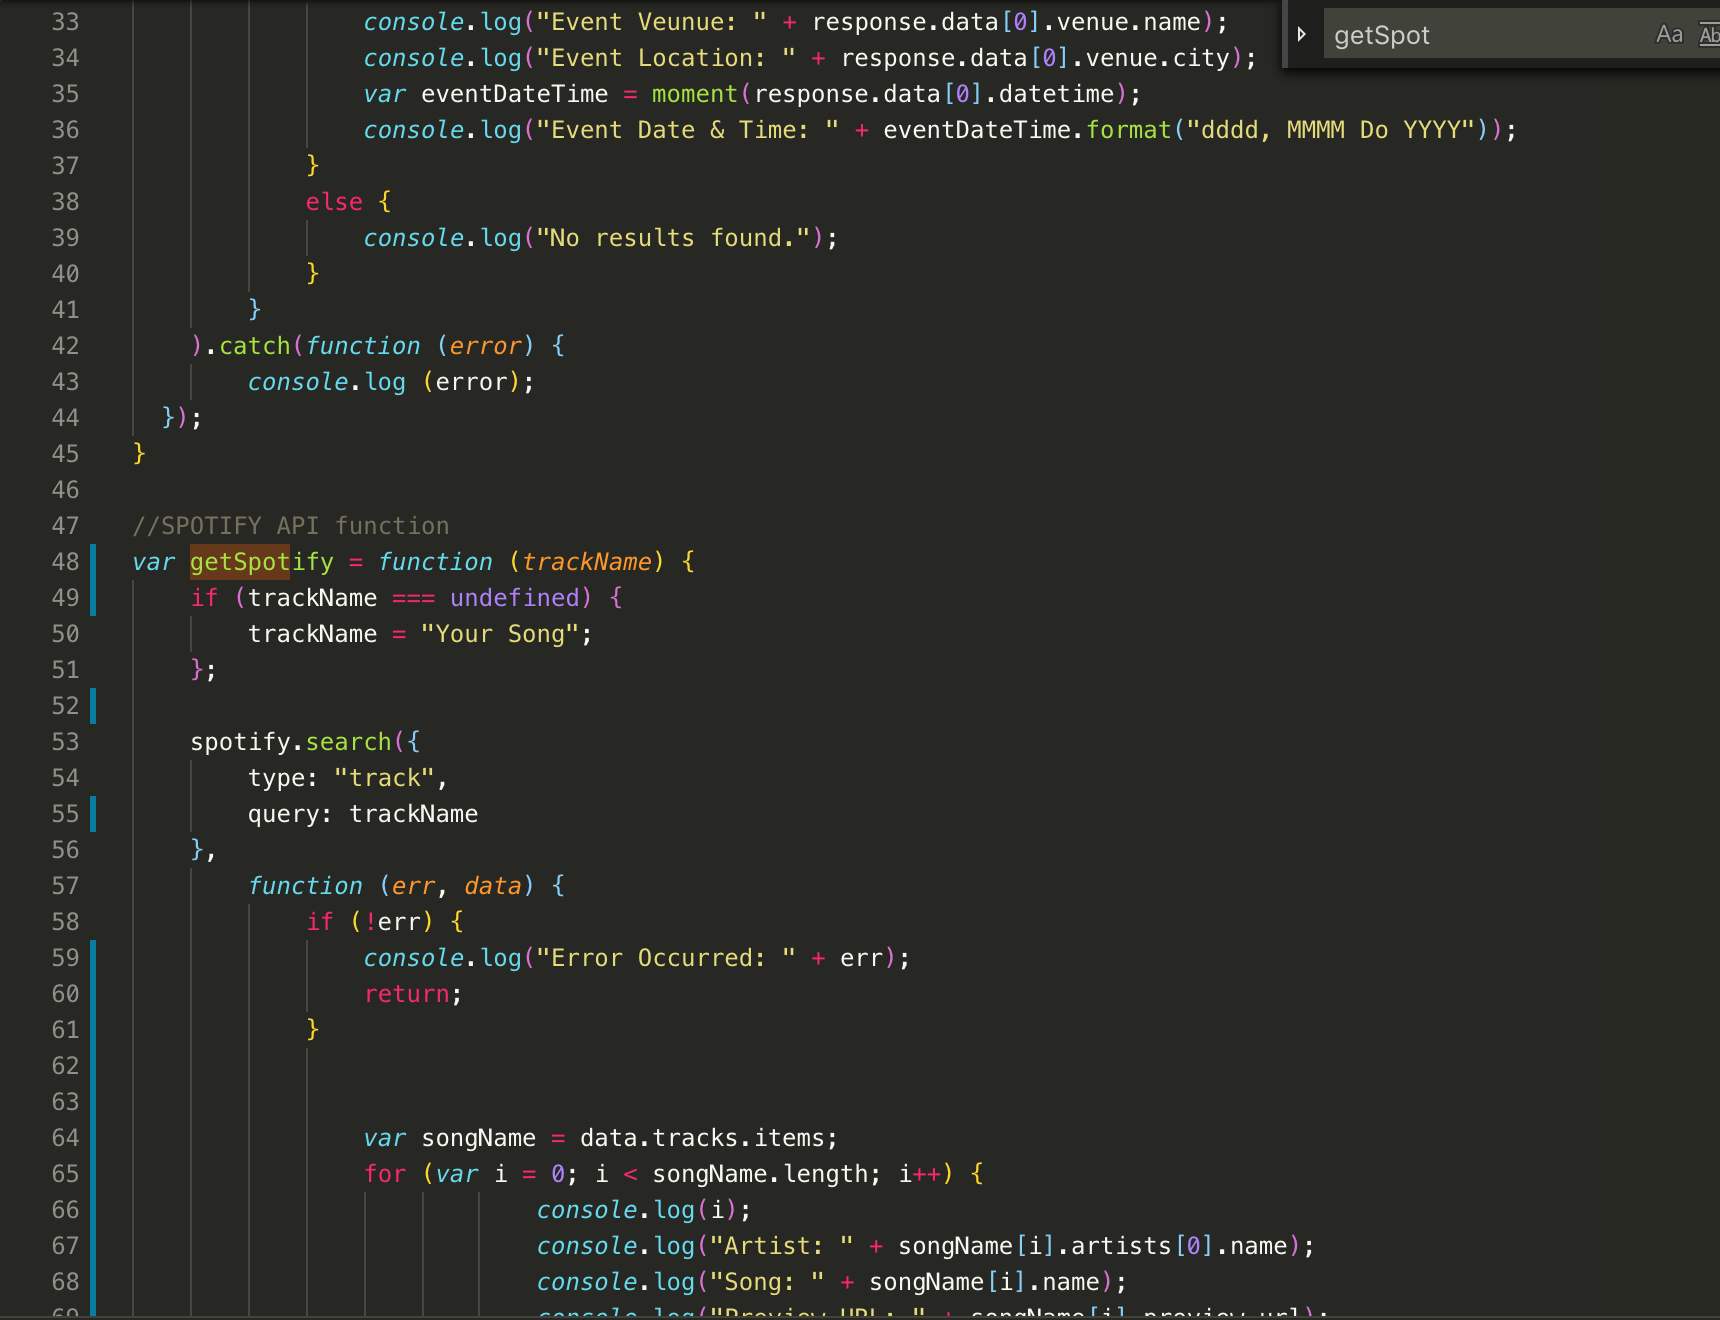 33 console.log("Event Veunue: " + response.data[0].venue.name);
getSpot Aa Ab
34 console.log("Event Location: " + response.data[0].venue.city);
35 var eventDateTime = moment(response.data[0].datetime);
36 console.log("Event Date & Time: " + eventDateTime.format("dddd, MMMM Do YYYY"));
37 }
38 else {
39 console.log("No results found.");
40 }
41 }
42 ).catch(function (error) {
43 console.log (error);
44 });
45 }
46
47 //SPOTIFY API function
48 var getSpotify = function (trackName) {
49 if (trackName === undefined) {
50 trackName = "Your Song";
51 };
52
53 spotify.search({
54 type: "track",
55 query: trackName
56 },
57 function (err, data) {
58 if (!err) {
59 console.log("Error Occurred: " + err);
60 return;
61 }
62
63
64 var songName = data.tracks.items;
65 for (var i = 0; i < songName.length; i++) {
66 console.log(i);
67 console.log("Artist: " + songName[i].artists[0].name);
68 console.log("Song: " + songName[i].name);
69 console.log("Preview URL: " + songName[i].preview_url);